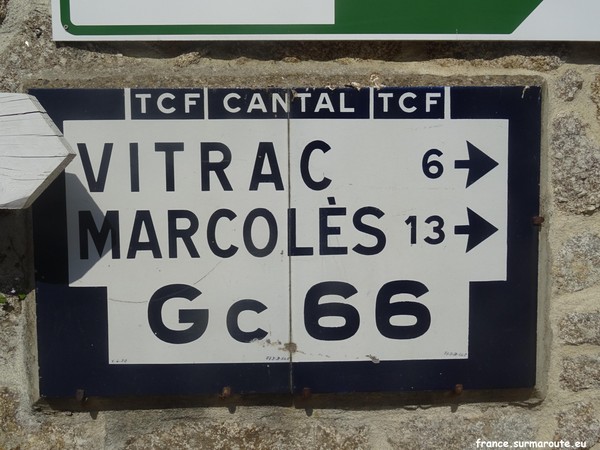 TCF CANTAL TCF
VITRAC 6
MARCOLÈS 13
Gc 66
france.surmaroute.eu